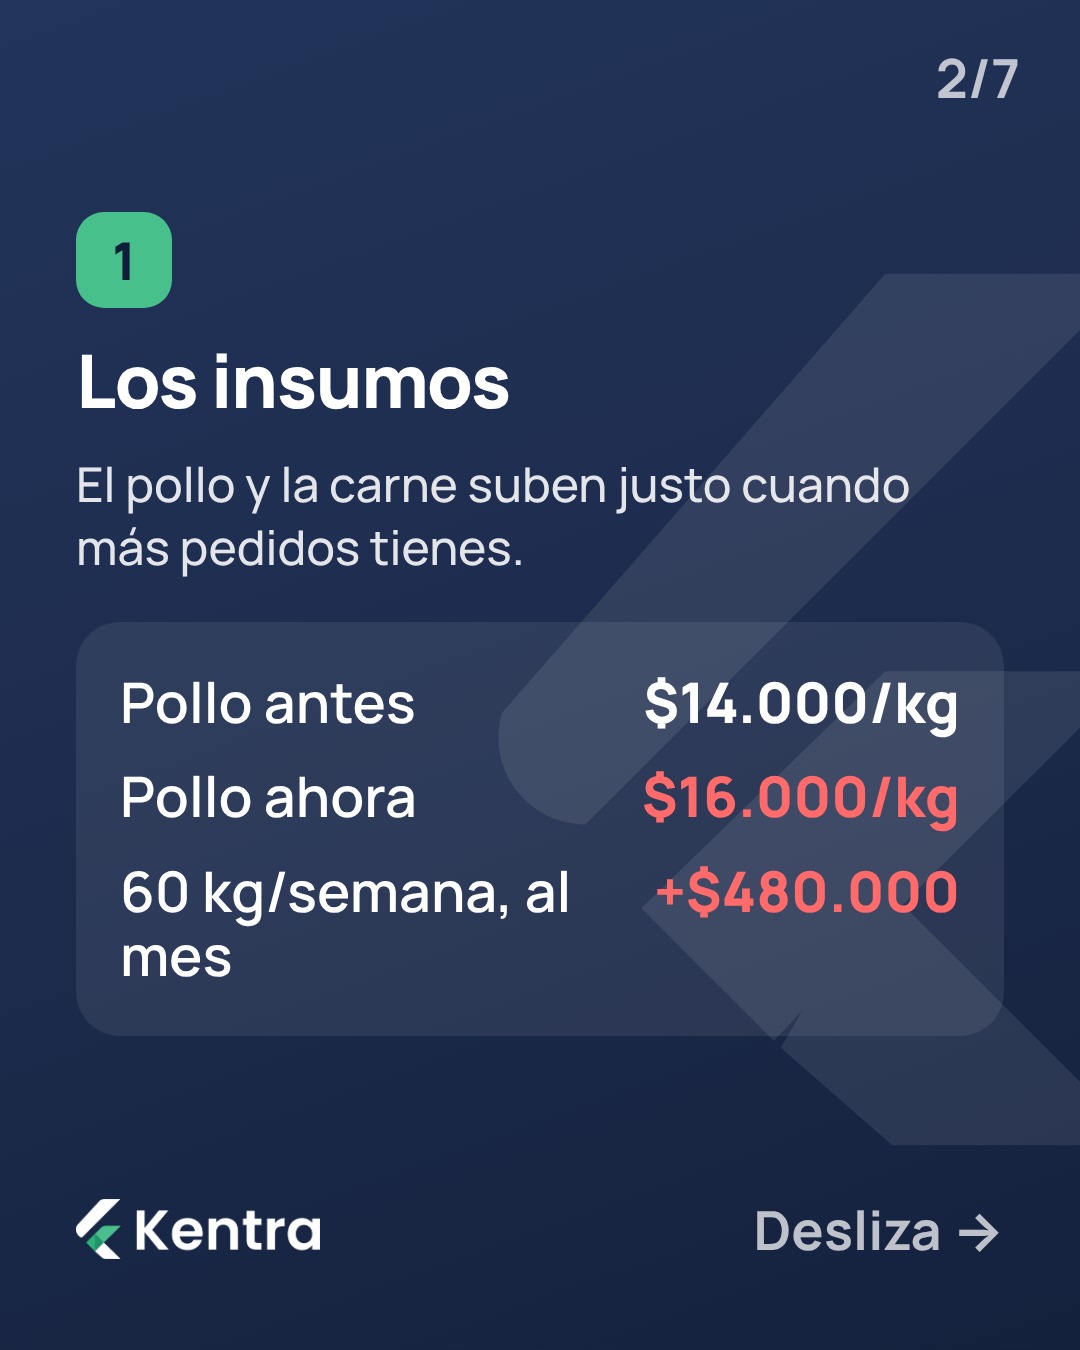 2/7
1
Los insumos
El pollo y la carne suben justo cuando
más pedidos tienes.
Pollo antes $14.000/kg
Pollo ahora $16.000/kg
60 kg/semana, al +$480.000
mes
Kentra
Desliza →